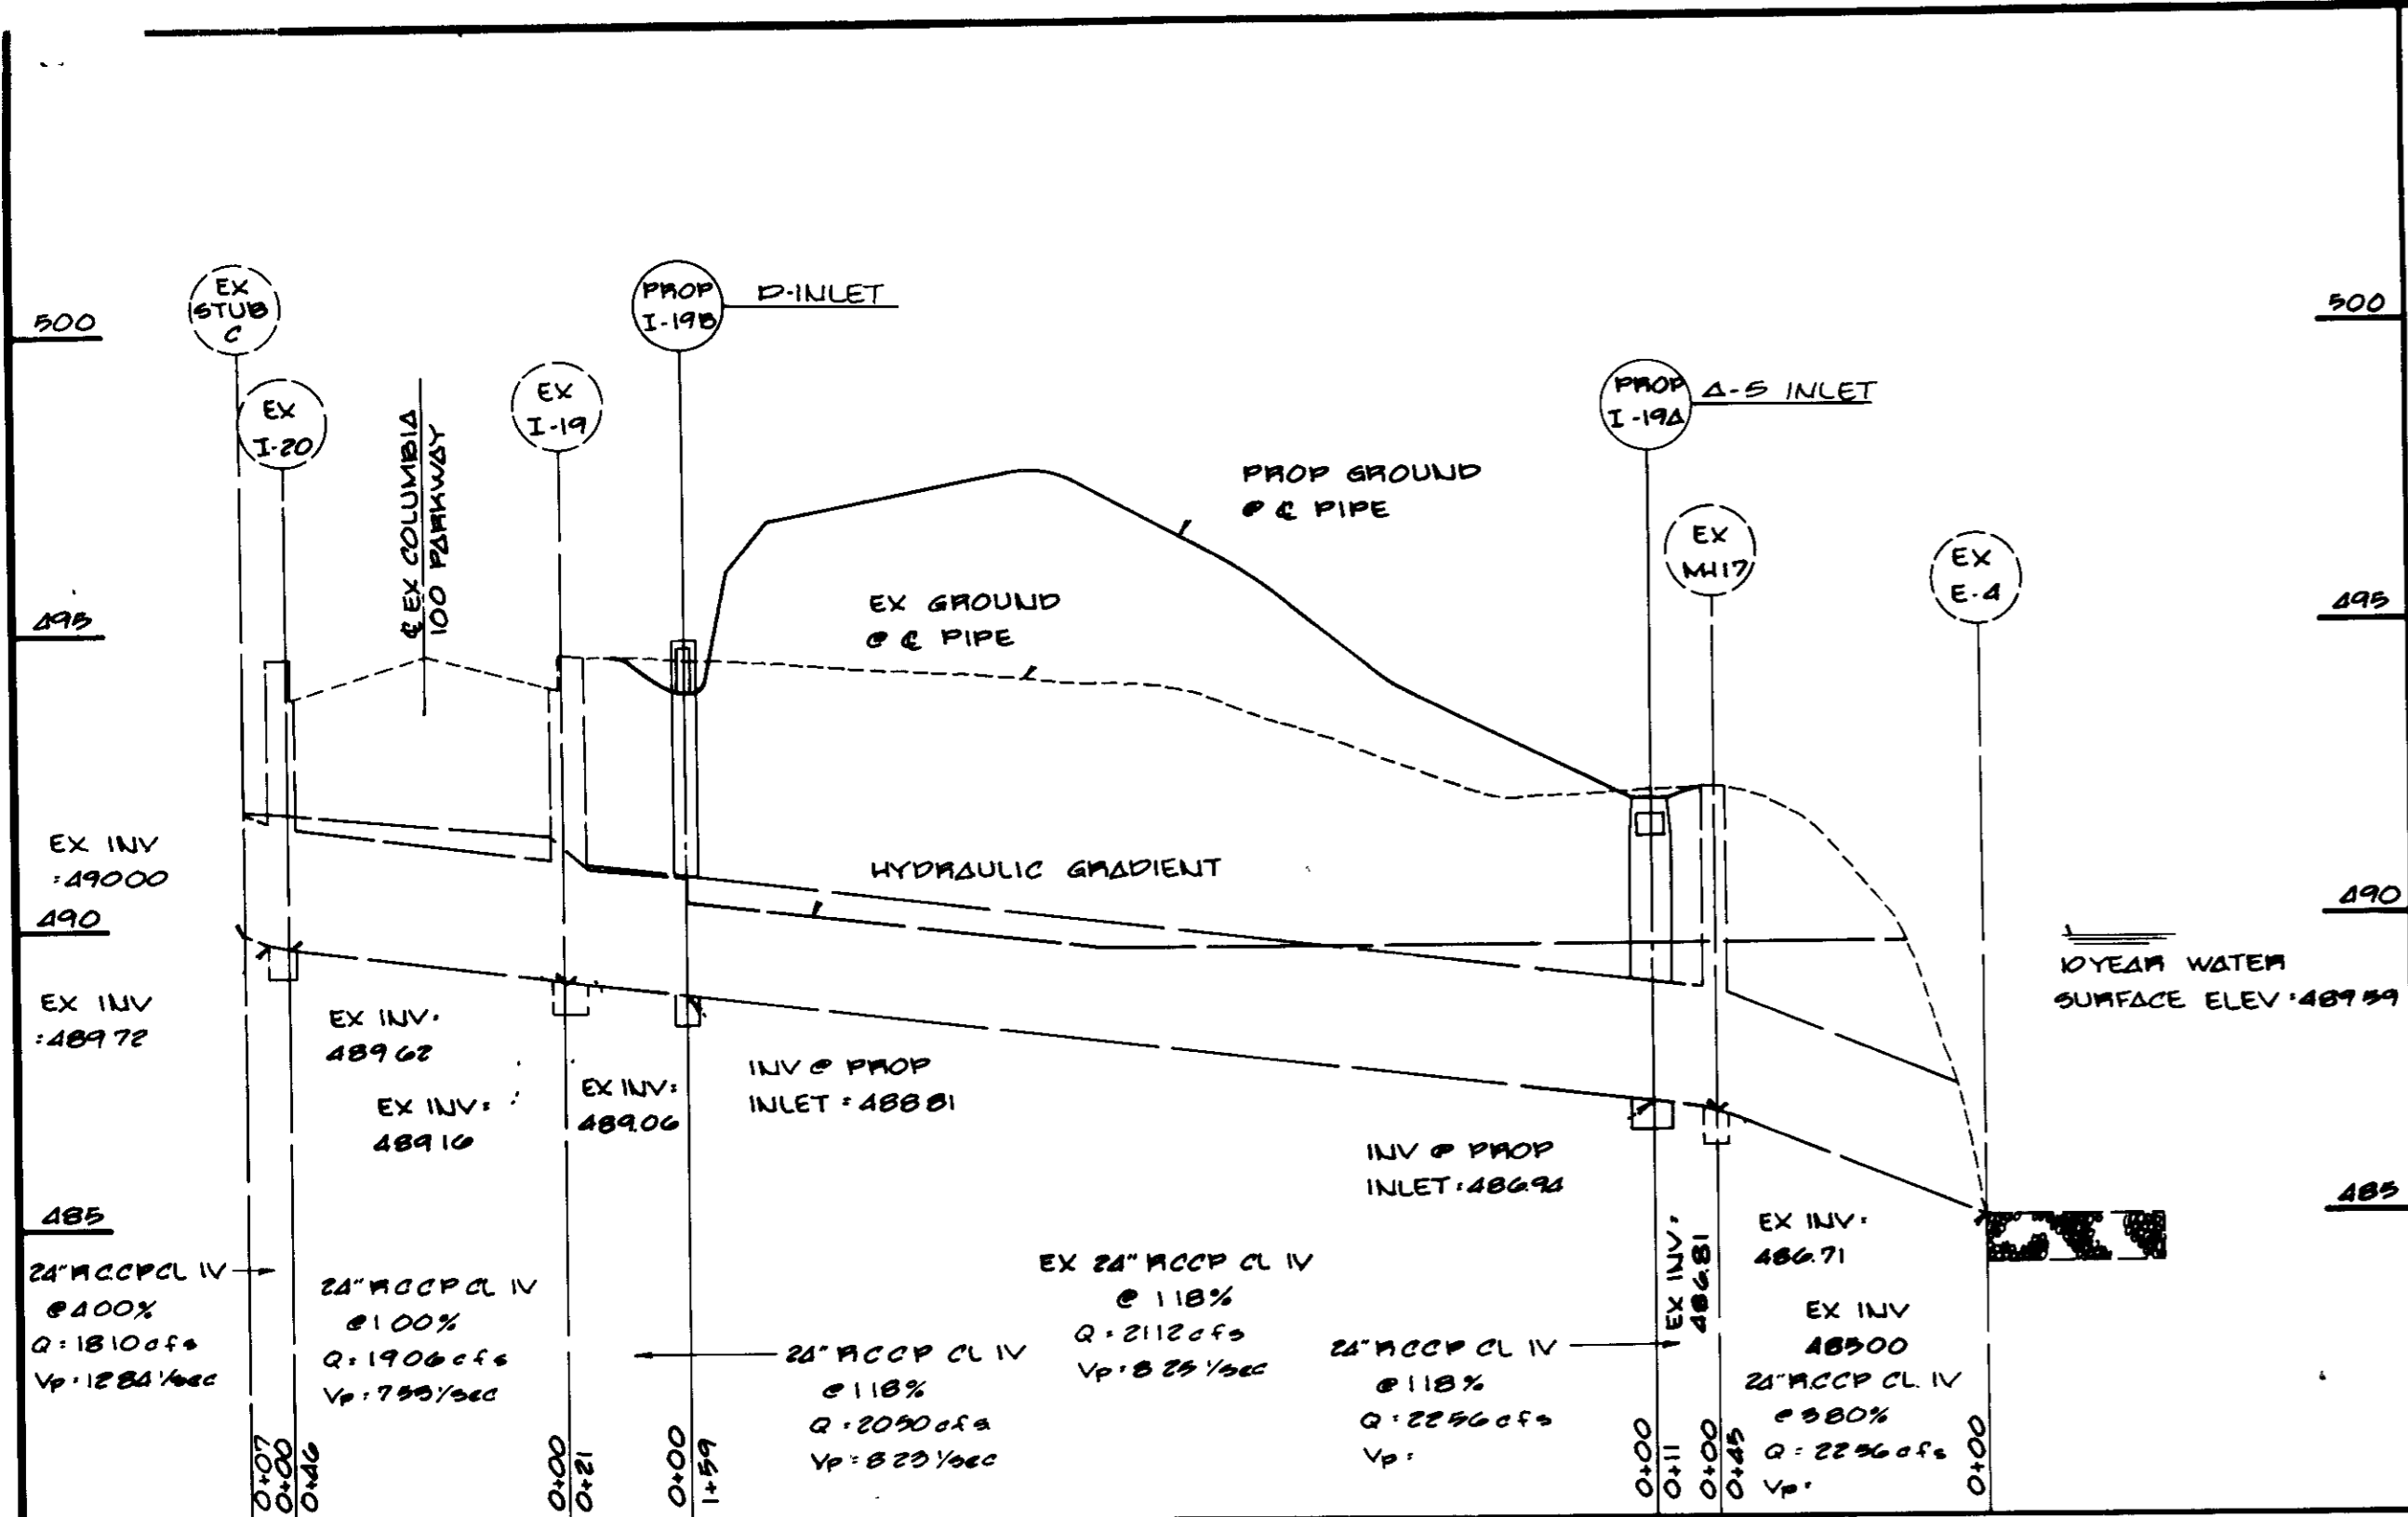 EX
STUB
C
EX
I-20
℄ EX COLUMBIA
100 PARKWAY
EX
I-19
PROP
I-19B
D-INLET
PROP
I-19A
A-5 INLET
EX
MH17
EX
E-4
500
495
490
485
500
495
490
485
PROP GROUND
@ ℄ PIPE
EX GROUND
@ ℄ PIPE
HYDRAULIC GRADIENT
10 YEAR WATER
SURFACE ELEV : 489 59
EX INV
: 490 00
EX INV
: 489 72
EX INV.
489 62
EX INV:
489 16
EX INV:
489.06
INV @ PROP
INLET : 488 81
INV @ PROP
INLET : 486.94
EX INV.
486.81
EX INV.
486.71
EX INV
485 00
24" R.C.C.P CL IV
@ 4 00%
Q : 18 10 cfs
Vp : 12 84 '/sec
24" RCCP CL IV
@ 1 00%
Q : 19 06 cfs
Vp : 7 59 '/sec
24" RCCP CL IV
@ 1 18%
Q : 20 50 cfs
Vp : 8 23 '/sec
EX 24" RCCP CL IV
@ 1 18%
Q : 21 12 cfs
Vp : 8 25 '/sec
24" RCCP CL IV
@ 1 18%
Q : 22 56 cfs
Vp :
24" RCCP CL. IV
@ 3 80%
Q = 22 56 cfs
Vp.
0+07
0+00
0+46
0+00
0+21
0+00
1+59
0+00
0+11
0+00
0+45
0+00